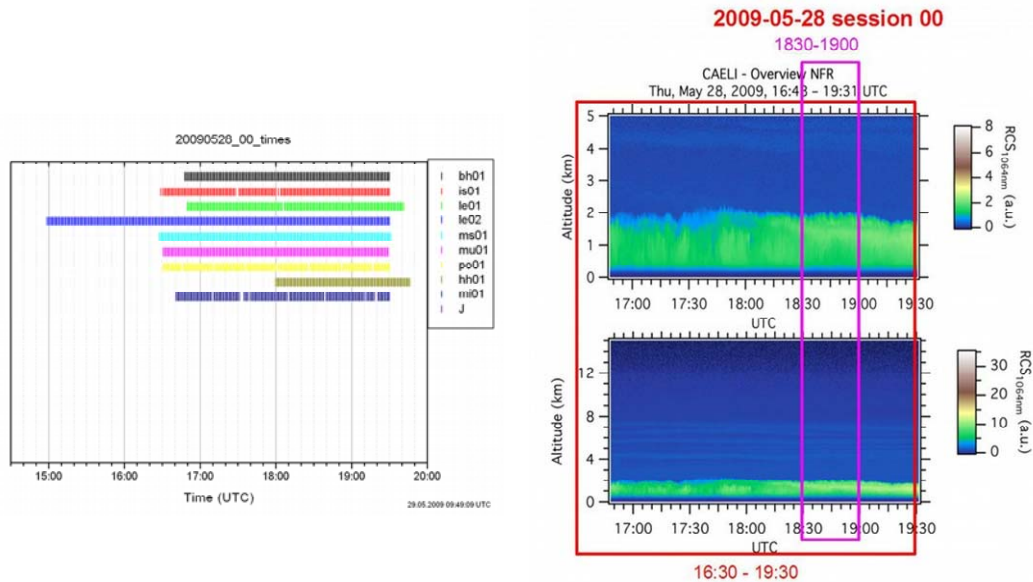 20090528_00_times
bh01
is01
le01
le02
ms01
mu01
po01
hh01
mi01
J
15:00 16:00 17:00 18:00 19:00 20:00
Time (UTC)
29.05.2009 09:49:09 UTC
2009-05-28 session 00
1830-1900
CAELI - Overview NFR
Thu, May 28, 2009, 16:48 - 19:31 UTC
Altitude (km)
5
4
3
2
1
0
17:00 17:30 18:00 18:30 19:00 19:30
UTC
8
6
4
2
0
RCS1064nm (a.u.)
Altitude (km)
12
8
4
0
17:00 17:30 18:00 18:30 19:00 19:30
UTC
30
20
10
0
RCS1064nm (a.u.)
16:30 - 19:30